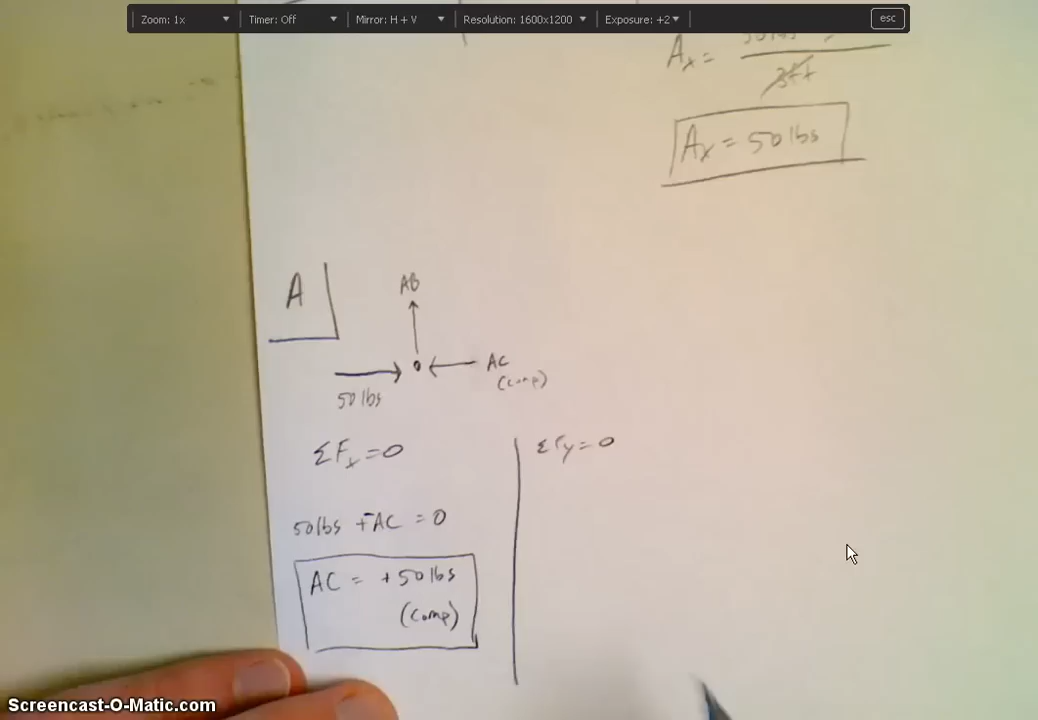 Zoom: 1x Timer: Off Mirror: H + V Resolution: 1600x1200 Exposure: +2 esc
Ax =
3ft
Ax = 50 lbs
A
AB
AC
(comp)
50 lbs
ΣFx = 0
ΣFy = 0
50 lbs + -AC = 0
AC = +50 lbs
(comp)
Screencast-O-Matic.com